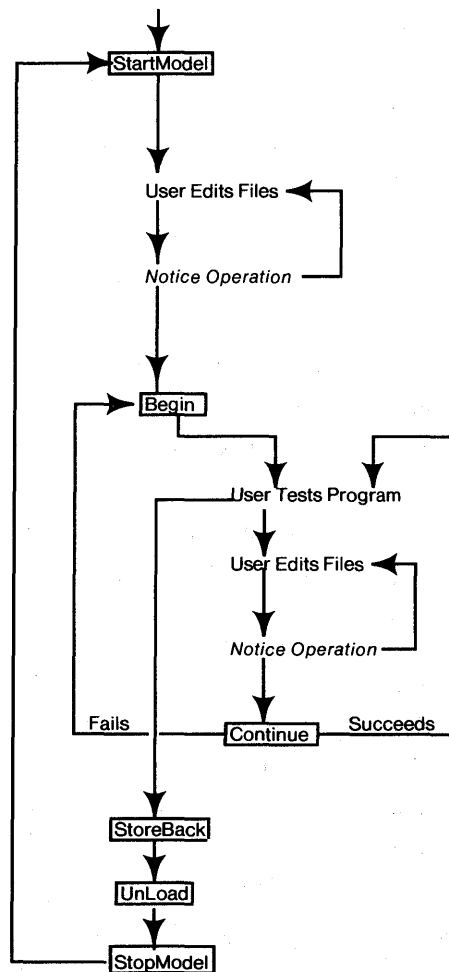 StartModel
User Edits Files
Notice Operation
Begin
User Tests Program
User Edits Files
Notice Operation
Fails
Continue
Succeeds
StoreBack
UnLoad
StopModel